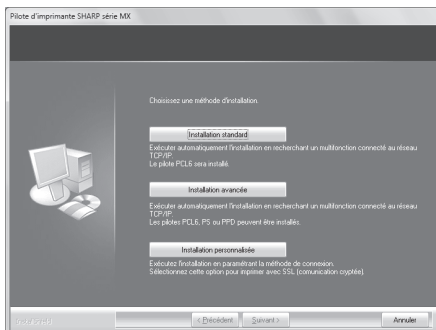 Pilote d'imprimante SHARP série MX
Choisissez une méthode d'installation.
Installation standard
Exécuter automatiquement l'installation en recherchant un multifonction connecté au réseau
TCP/IP.
Le pilote PCL6 sera installé.
Installation avancée
Exécuter automatiquement l'installation en recherchant un multifonction connecté au réseau
TCP/IP.
Les pilotes PCL6, PS ou PPD peuvent être installés.
Installation personnalisée
Exécutez l'installation en paramétrant la méthode de connexion.
Sélectionnez cette option pour imprimer avec SSL (comunication cryptée).
InstallShield
< Précédent
Suivant >
Annuler